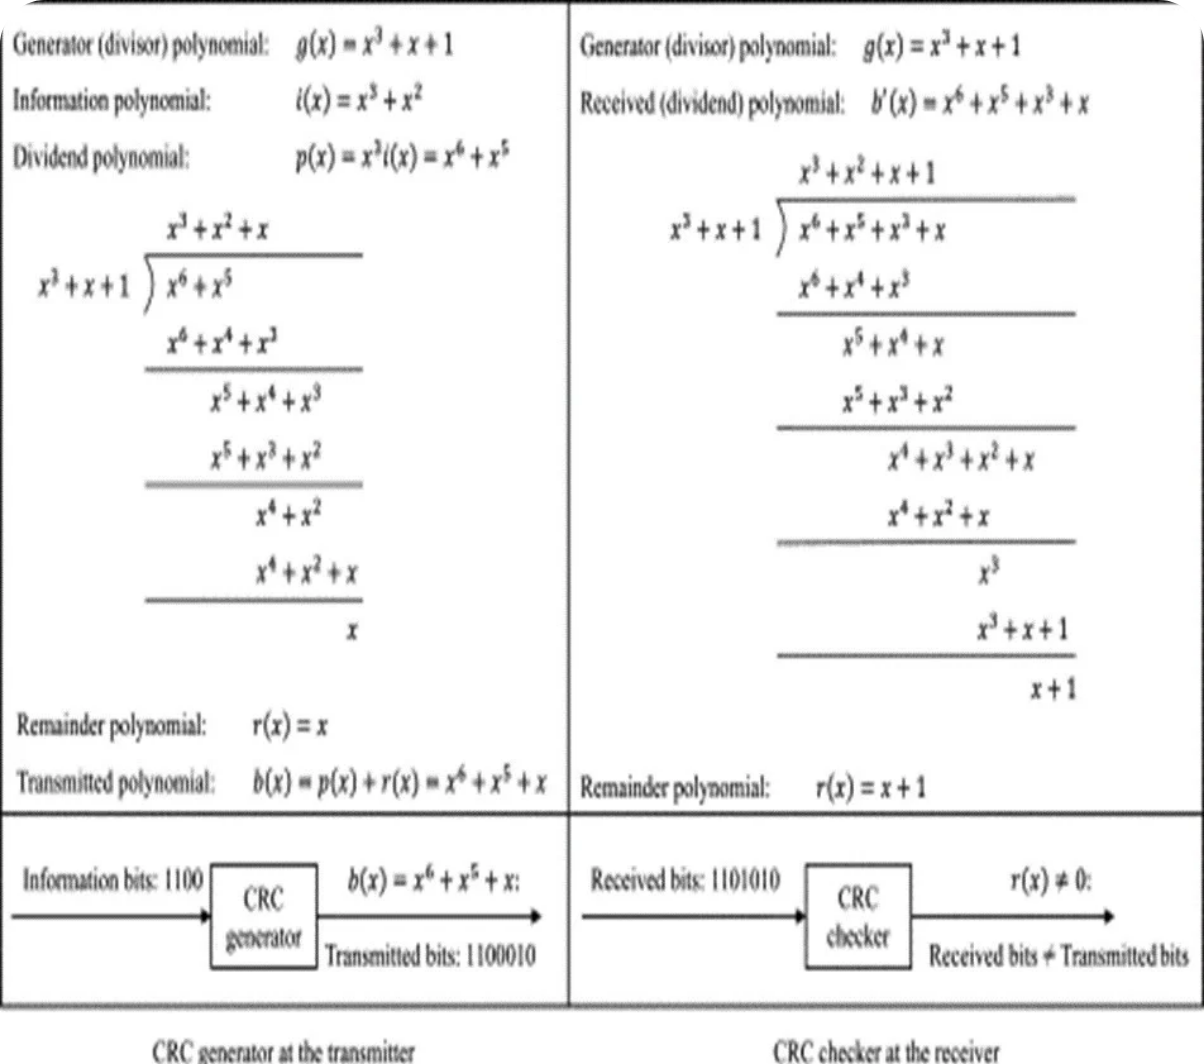 Generator (divisor) polynomial: g(x) = x³ + x + 1
Information polynomial: i(x) = x³ + x²
Dividend polynomial: p(x) = x³i(x) = x⁶ + x⁵
x³ + x² + x
x³ + x + 1 ) x⁶ + x⁵
x⁶ + x⁴ + x³
x⁵ + x⁴ + x³
x⁵ + x³ + x²
x⁴ + x²
x⁴ + x² + x
x
Remainder polynomial: r(x) = x
Transmitted polynomial: b(x) = p(x) + r(x) = x⁶ + x⁵ + x
Generator (divisor) polynomial: g(x) = x³ + x + 1
Received (dividend) polynomial: b'(x) = x⁶ + x⁵ + x³ + x
x³ + x² + x + 1
x³ + x + 1 ) x⁶ + x⁵ + x³ + x
x⁶ + x⁴ + x³
x⁵ + x⁴ + x
x⁵ + x³ + x²
x⁴ + x³ + x² + x
x⁴ + x² + x
x³
x³ + x + 1
x + 1
Remainder polynomial: r(x) = x + 1
Information bits: 1100
CRC
generator
b(x) = x⁶ + x⁵ + x:
Transmitted bits: 1100010
Received bits: 1101010
CRC
checker
r(x) ≠ 0:
Received bits ≠ Transmitted bits
CRC generator at the transmitter
CRC checker at the receiver